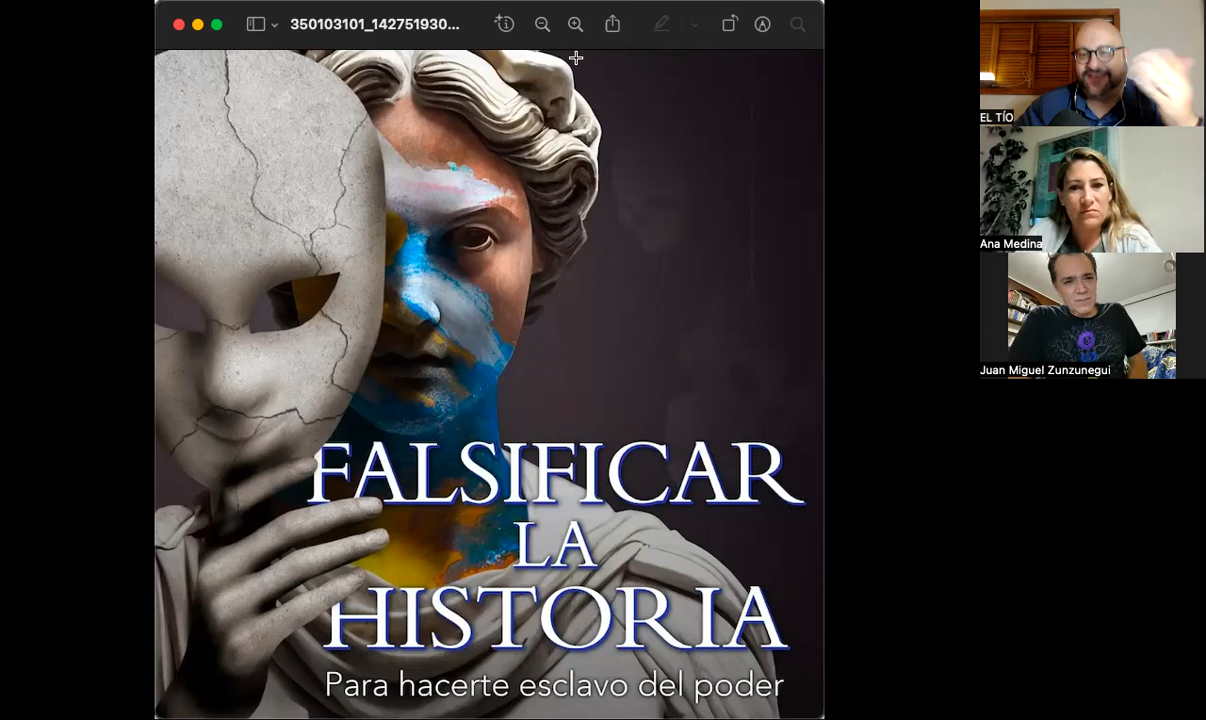 350103101_142751930...
FALSIFICAR
LA
HISTORIA
Para hacerte esclavo del poder
EL TÍO
Ana Medina
Juan Miguel Zunzunegui